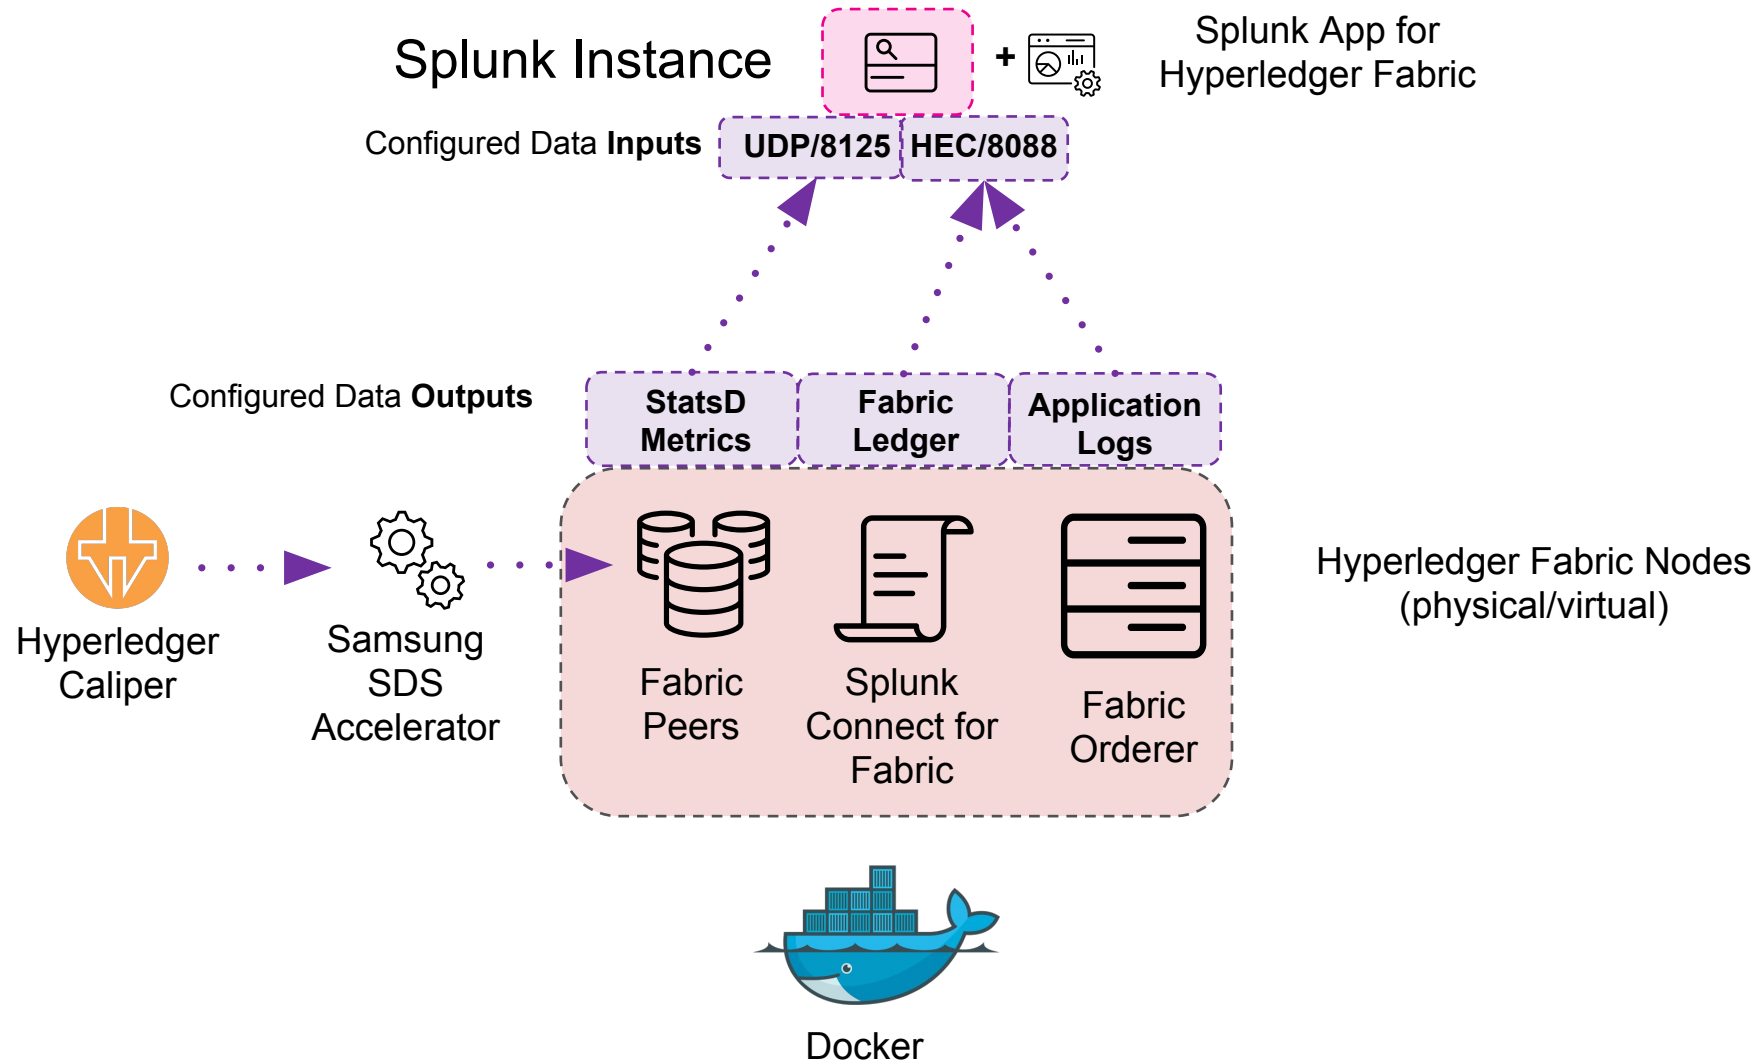 Splunk Instance
+
Splunk App for
Hyperledger Fabric
Configured Data Inputs
UDP/8125
HEC/8088
Configured Data Outputs
StatsD
Metrics
Fabric
Ledger
Application
Logs
Hyperledger
Caliper
Samsung
SDS
Accelerator
Fabric
Peers
Splunk
Connect for
Fabric
Fabric
Orderer
Hyperledger Fabric Nodes
(physical/virtual)
Docker